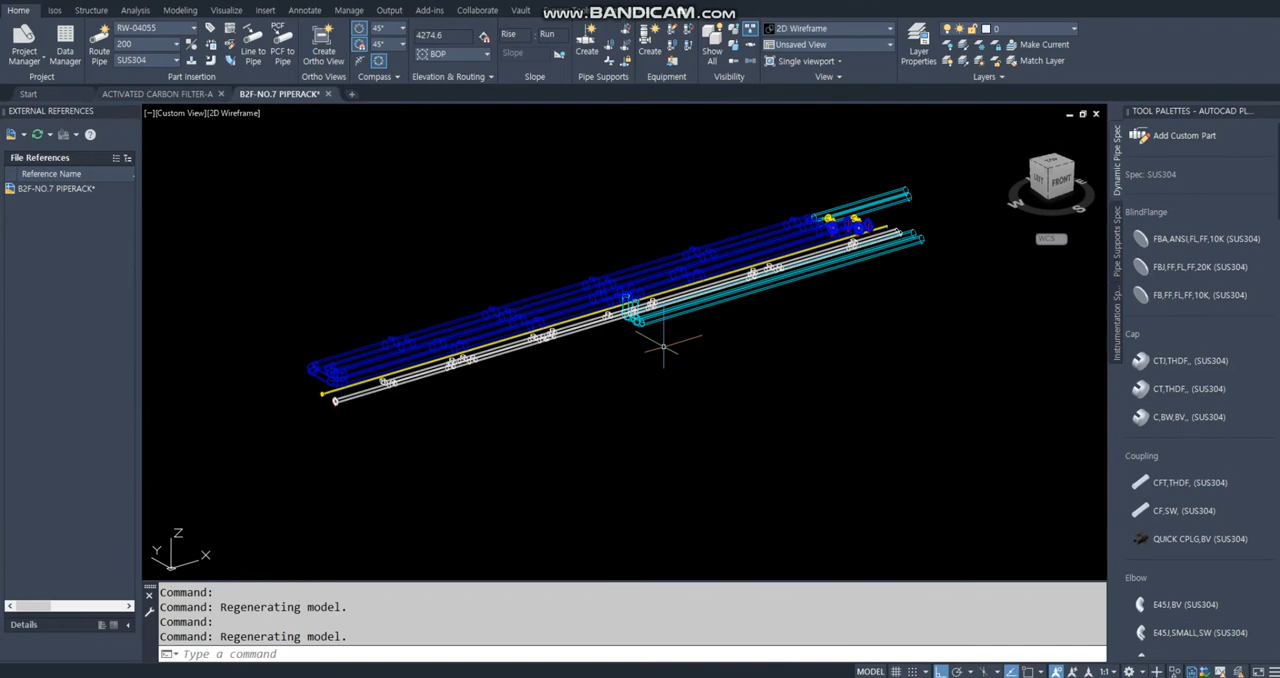 www.BANDICAM.com
Home Isos Structure Analysis Modeling Visualize Insert Annotate Manage Output Add-ins Collaborate Vault
Project Manager
Data Manager
Project
Route Pipe
RW-04055
200
SUS304
Line to Pipe
PCF to Pipe
Part Insertion
Ortho View
Ortho Views
45°
45°
Compass
4274.6
BOP
Elevation & Routing
Rise Run
Slope
Slope
Create
Pipe Supports
Create
Equipment
Show All
Visibility
2D Wireframe
Unsaved View
Single viewport
View
Layer Properties
0
Make Current
Match Layer
Layers
Start ACTIVATED CARBON FILTER-A B2F-NO.7 PIPERACK*
EXTERNAL REFERENCES
File References
Reference Name
B2F-NO.7 PIPERACK*
Details
[−][Custom View][2D Wireframe]
TOP
LEFT
FRONT
W
S
E
WCS
Z
Y
X
TOOL PALETTES - AUTOCAD PL...
Dynamic Pipe Spec
Pipe Supports Spec
Instrumentation Sp...
Add Custom Part
Spec: SUS304
BlindFlange
FBA,ANSI,FL,FF,10K (SUS304)
FBJ,FF,FL,FF,20K (SUS304)
FB,FF,FL,FF,10K, (SUS304)
Cap
CTJ,THDF,, (SUS304)
CT,THDF,, (SUS304)
C,BW,BV,, (SUS304)
Coupling
CFT,THDF, (SUS304)
CF,SW, (SUS304)
QUICK CPLG,BV (SUS304)
Elbow
E45J,BV (SUS304)
E45J,SMALL,SW (SUS304)
Command:
Command: Regenerating model.
Command:
Command: Regenerating model.
Type a command
MODEL
1:1